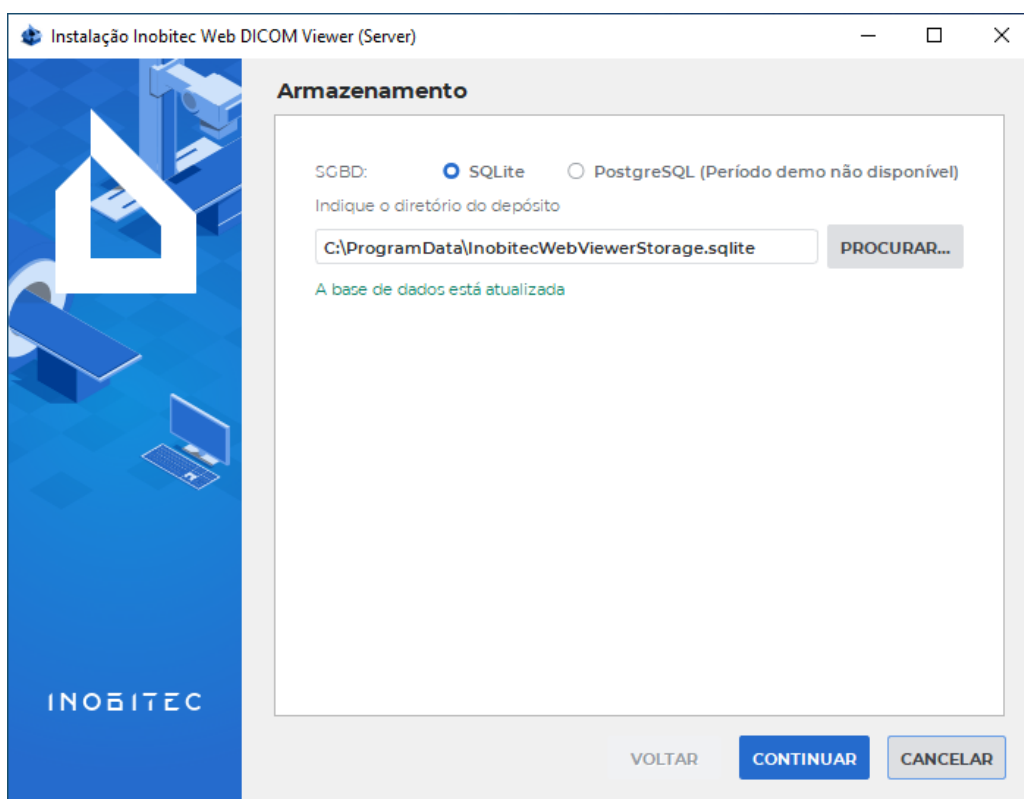 Instalação Inobitec Web DICOM Viewer (Server)
Armazenamento
SGBD: SQLite PostgreSQL (Período demo não disponível)
Indique o diretório do depósito
C:\ProgramData\InobitecWebViewerStorage.sqlite PROCURAR...
A base de dados está atualizada
INOBITEC
VOLTAR CONTINUAR CANCELAR